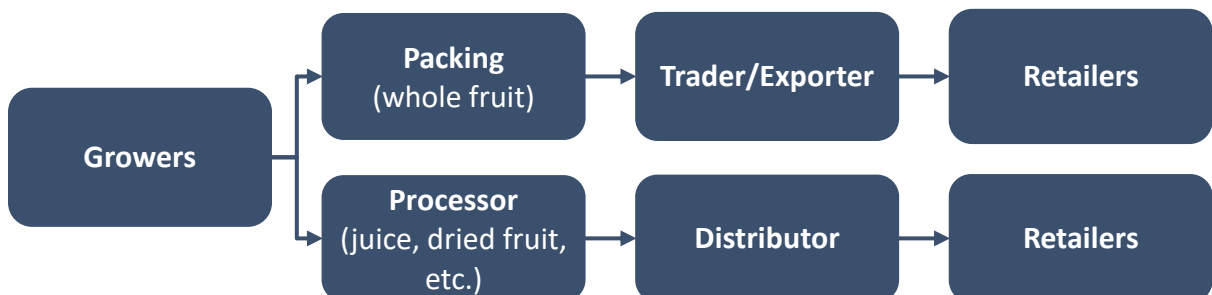 Growers
Packing
(whole fruit)
Trader/Exporter
Retailers
Processor
(juice, dried fruit,
etc.)
Distributor
Retailers